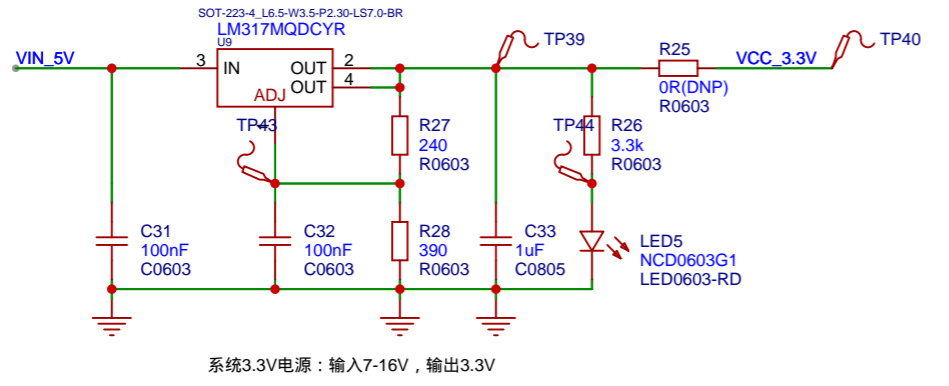 SOT-223-4_L6.5-W3.5-P2.30-LS7.0-BR
LM317MQDCYR
U9
VIN_5V
3
IN
OUT
2
OUT
4
ADJ
TP39
TP40
R25
VCC_3.3V
0R(DNP)
R0603
TP43
R27
240
R0603
TP44
R26
3.3k
R0603
C31
100nF
C0603
C32
100nF
C0603
R28
390
R0603
C33
1uF
C0805
LED5
NCD0603G1
LED0603-RD
系统3.3V电源：输入7-16V，输出3.3V